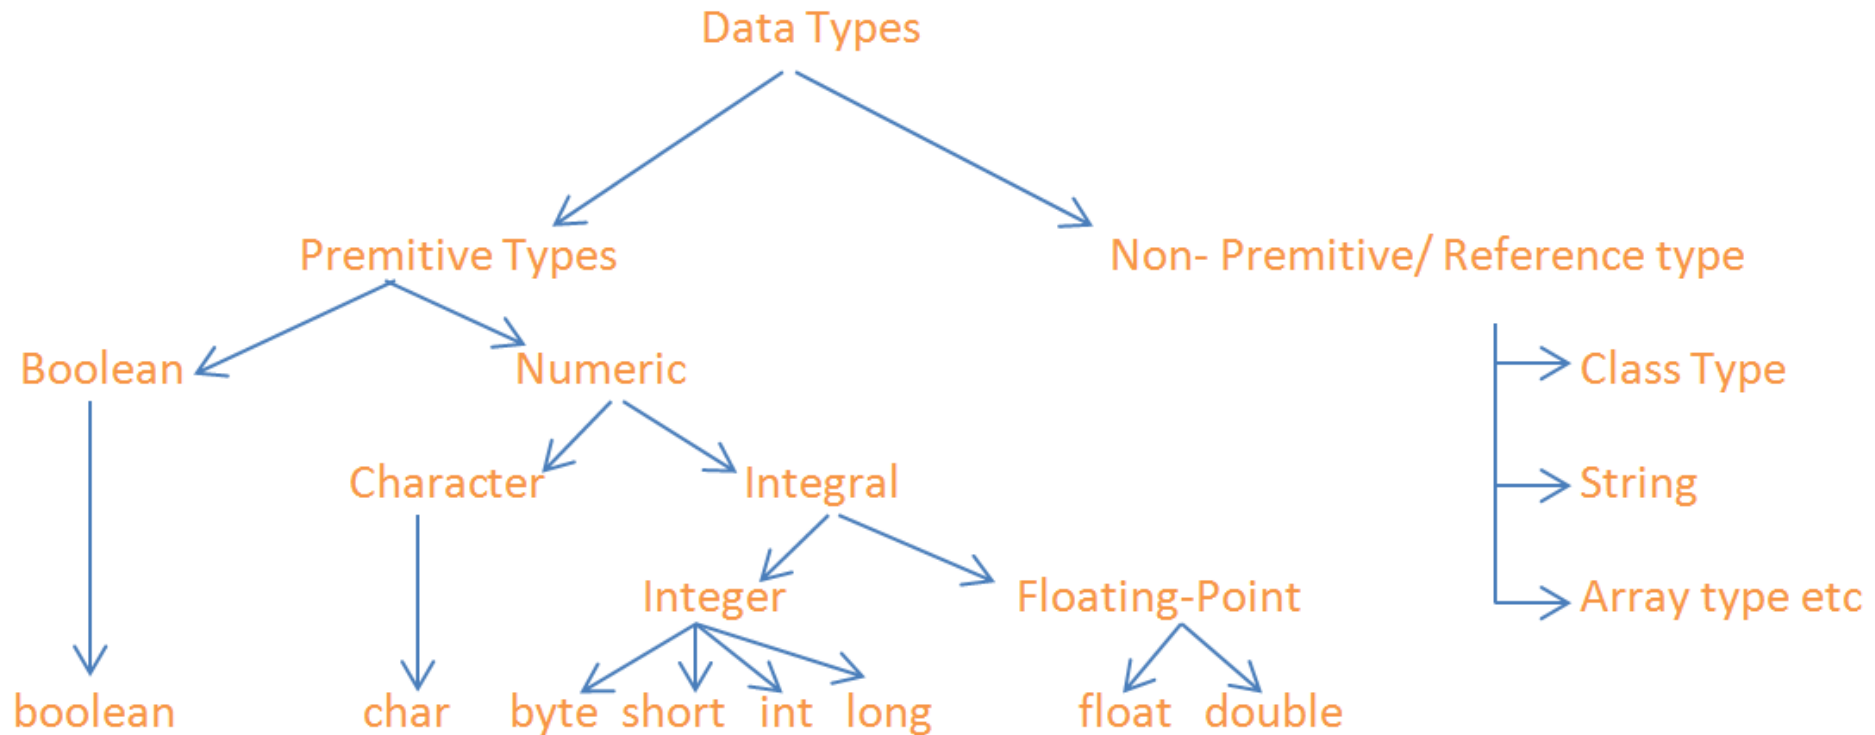 Data Types
Premitive Types
Non- Premitive/ Reference type
Boolean
Numeric
Class Type
Character
Integral
String
Integer
Floating-Point
Array type etc
boolean
char
byte
short
int
long
float
double